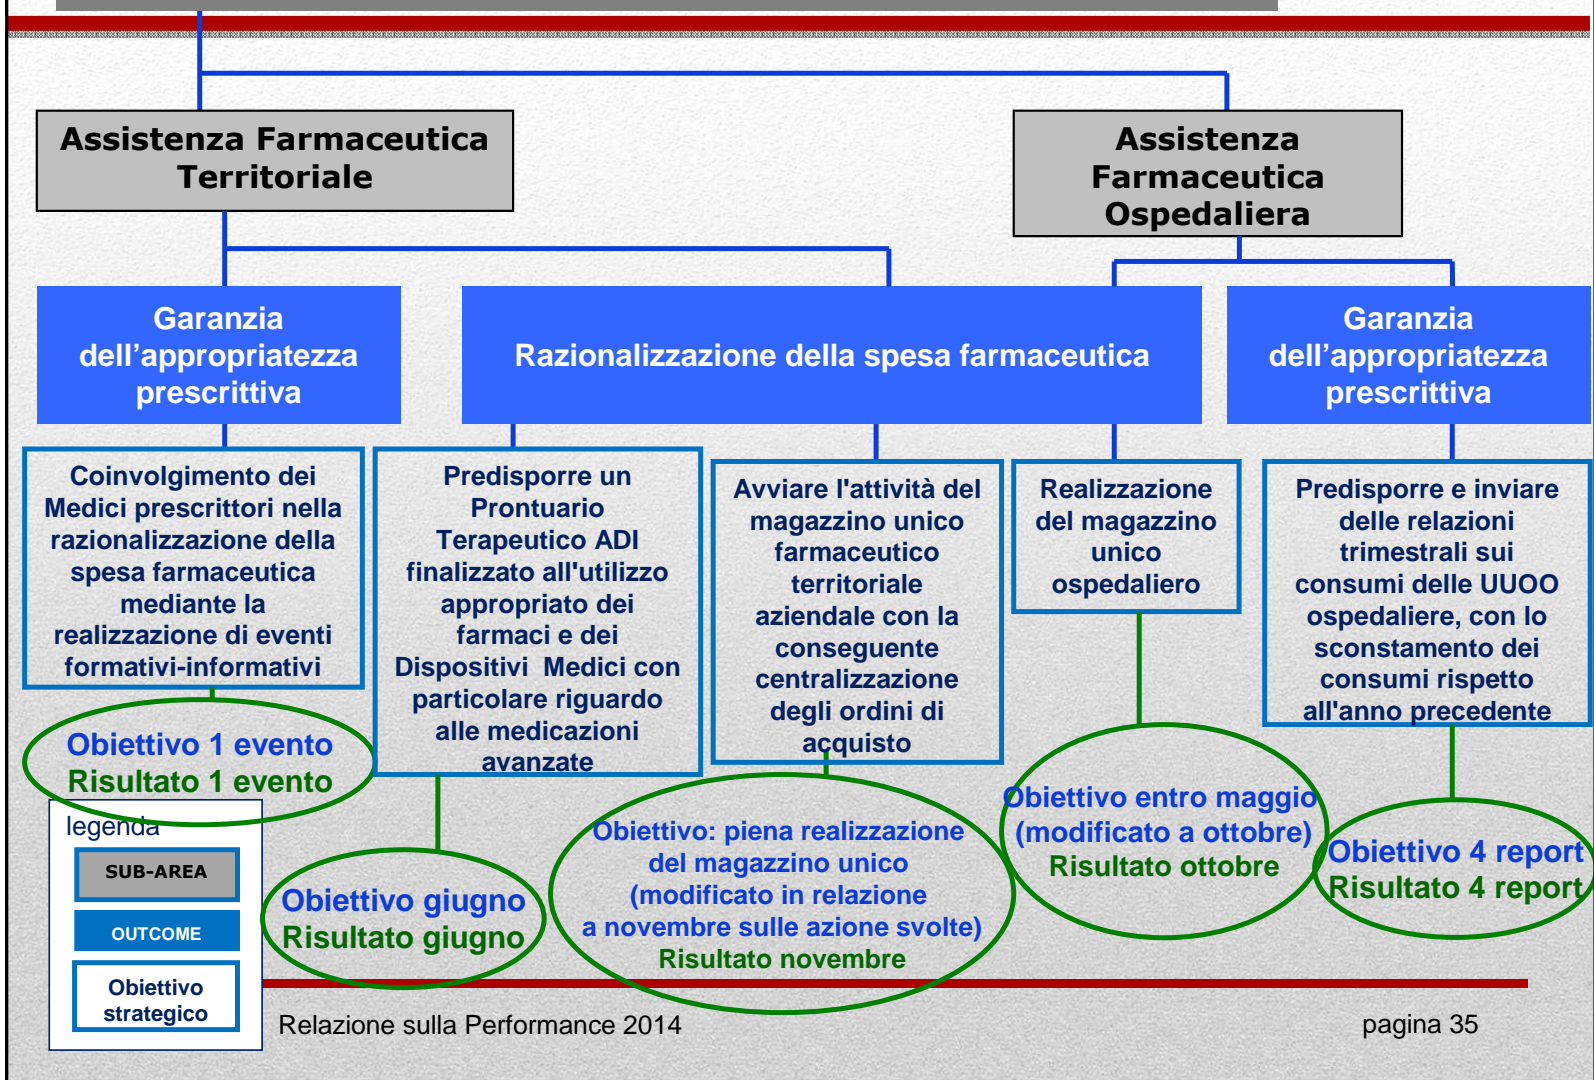 Assistenza Farmaceutica
Territoriale
Assistenza
Farmaceutica
Ospedaliera
Garanzia
dell’appropriatezza
prescrittiva
Razionalizzazione della spesa farmaceutica
Garanzia
dell’appropriatezza
prescrittiva
Coinvolgimento dei
Medici prescrittori nella
razionalizzazione della
spesa farmaceutica
mediante la
realizzazione di eventi
formativi-informativi
Predisporre un
Prontuario
Terapeutico ADI
finalizzato all'utilizzo
appropriato dei
farmaci e dei
Dispositivi Medici con
particolare riguardo
alle medicazioni
avanzate
Avviare l'attività del
magazzino unico
farmaceutico
territoriale
aziendale con la
conseguente
centralizzazione
degli ordini di
acquisto
Realizzazione
del magazzino
unico
ospedaliero
Predisporre e inviare
delle relazioni
trimestrali sui
consumi delle UUOO
ospedaliere, con lo
sconstamento dei
consumi rispetto
all'anno precedente
Obiettivo 1 evento
Risultato 1 evento
Obiettivo giugno
Risultato giugno
Obiettivo: piena realizzazione
del magazzino unico
(modificato in relazione
a novembre sulle azione svolte)
Risultato novembre
Obiettivo entro maggio
(modificato a ottobre)
Risultato ottobre
Obiettivo 4 report
Risultato 4 report
legenda
SUB-AREA
OUTCOME
Obiettivo
strategico
Relazione sulla Performance 2014
pagina 35